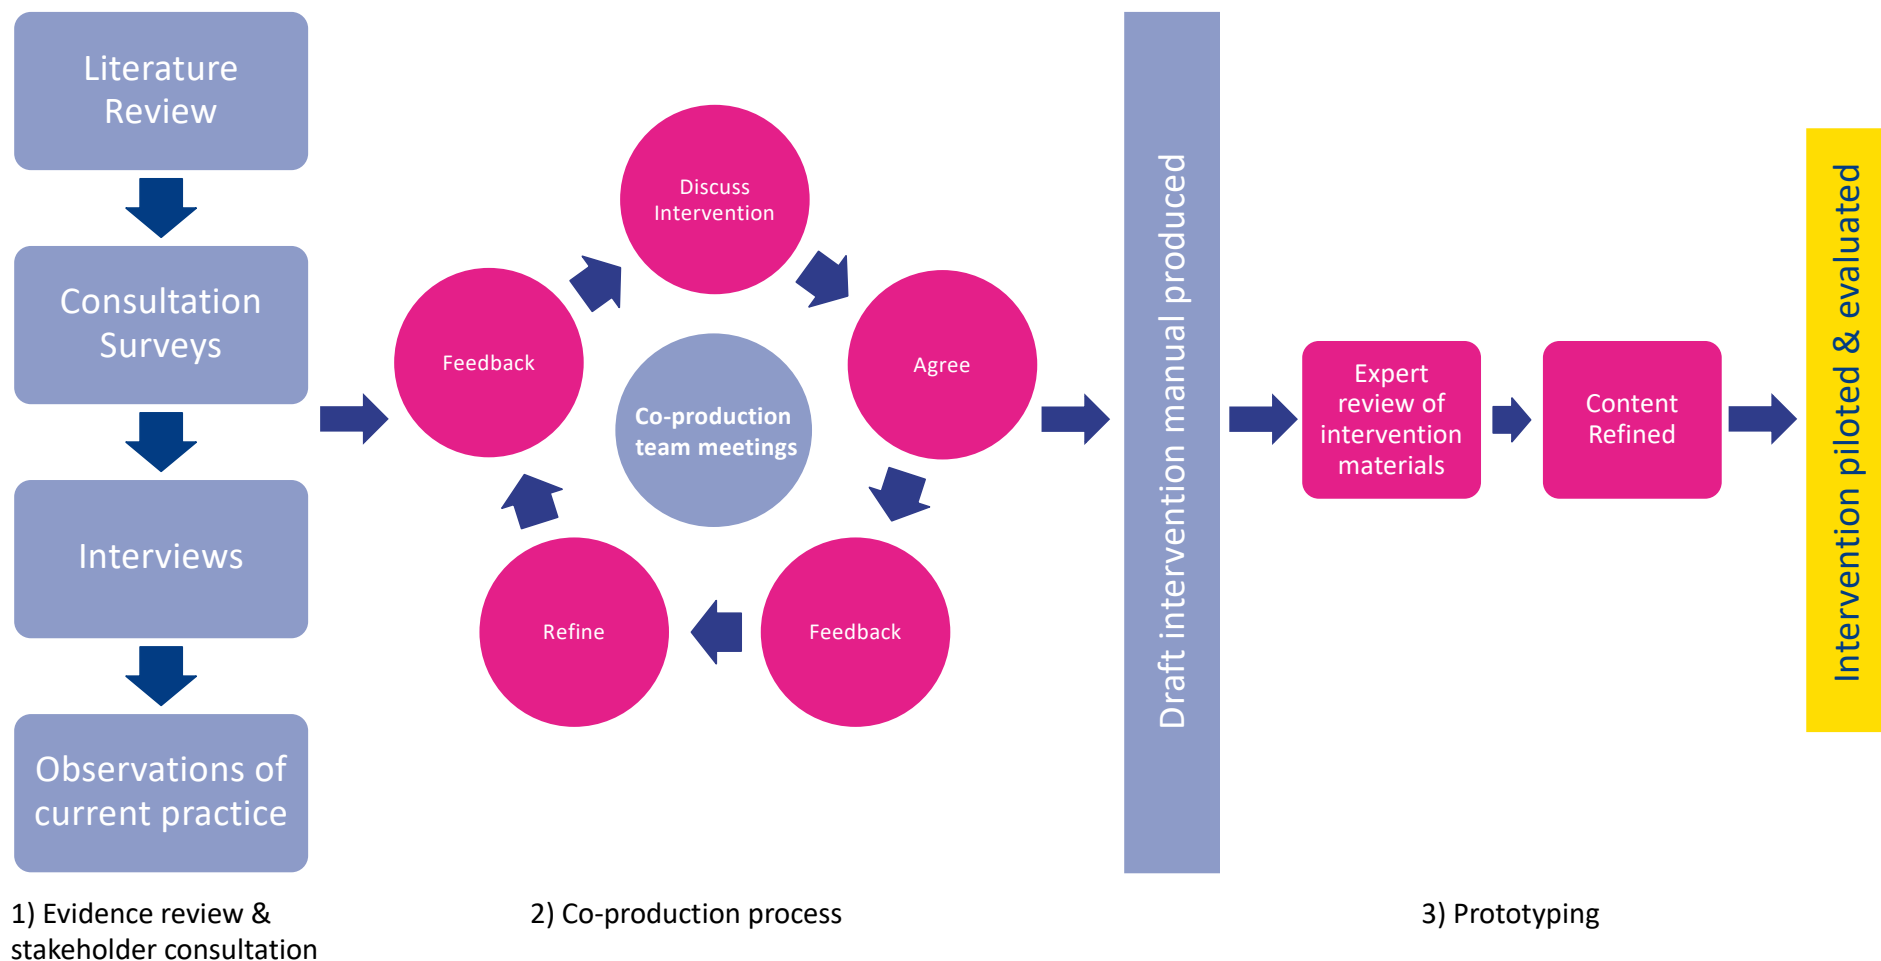 Literature
Review
Consultation
Surveys
Interviews
Observations of
current practice
1) Evidence review &
stakeholder consultation
Discuss
Intervention
Agree
Feedback
Refine
Feedback
Co-production
team meetings
2) Co-production process
Draft intervention manual produced
Expert
review of
intervention
materials
Content
Refined
3) Prototyping
Intervention piloted & evaluated